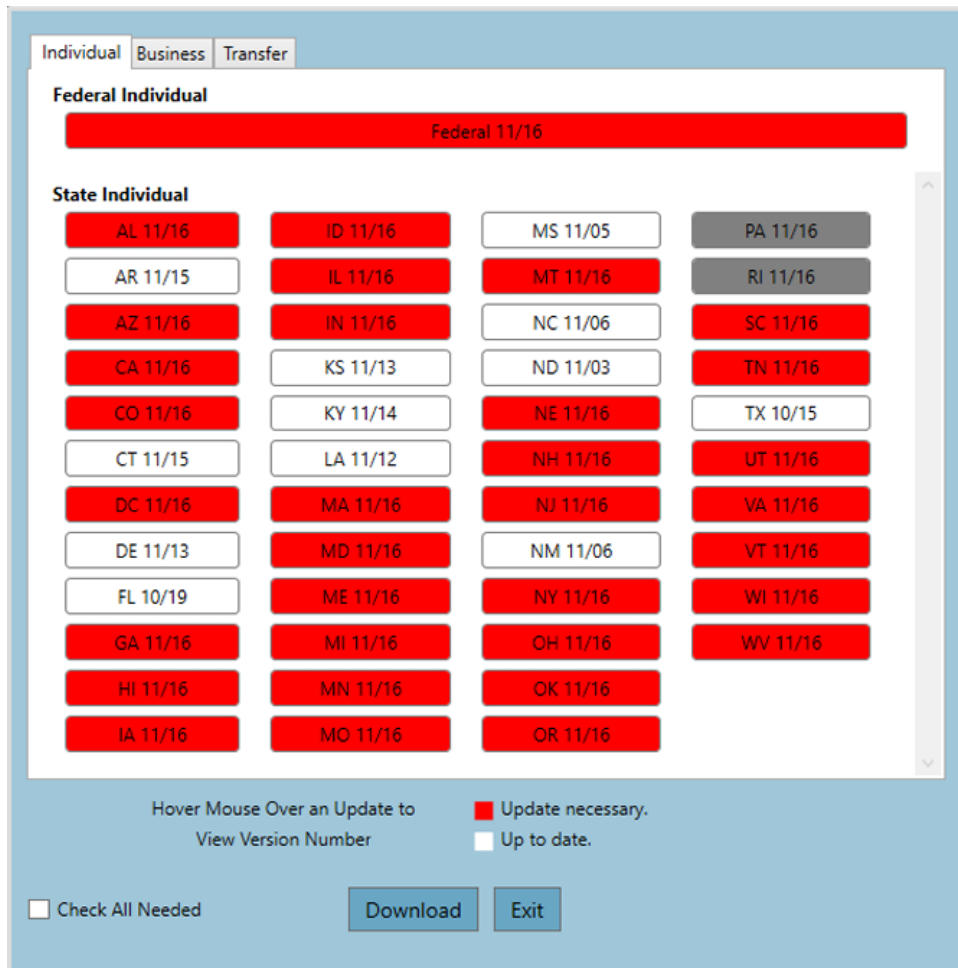 Individual Business Transfer
Federal Individual
Federal 11/16
State Individual
AL 11/16 ID 11/16 MS 11/05 PA 11/16
AR 11/15 IL 11/16 MT 11/16 RI 11/16
AZ 11/16 IN 11/16 NC 11/06 SC 11/16
CA 11/16 KS 11/13 ND 11/03 TN 11/16
CO 11/16 KY 11/14 NE 11/16 TX 10/15
CT 11/15 LA 11/12 NH 11/16 UT 11/16
DC 11/16 MA 11/16 NJ 11/16 VA 11/16
DE 11/13 MD 11/16 NM 11/06 VT 11/16
FL 10/19 ME 11/16 NY 11/16 WI 11/16
GA 11/16 MI 11/16 OH 11/16 WV 11/16
HI 11/16 MN 11/16 OK 11/16
IA 11/16 MO 11/16 OR 11/16
Hover Mouse Over an Update to Update necessary.
View Version Number Up to date.
Check All Needed Download Exit